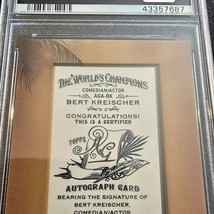 43357687
THE WORLD'S CHAMPIONS
COMEDIAN/ACTOR
AGA-BK
BERT KREISCHER
CONGRATULATIONS!
THIS IS A CERTIFIED
TOPPS
AUTOGRAPH CARD
BEARING THE SIGNATURE OF
BERT KREISCHER,
COMEDIAN/ACTOR,